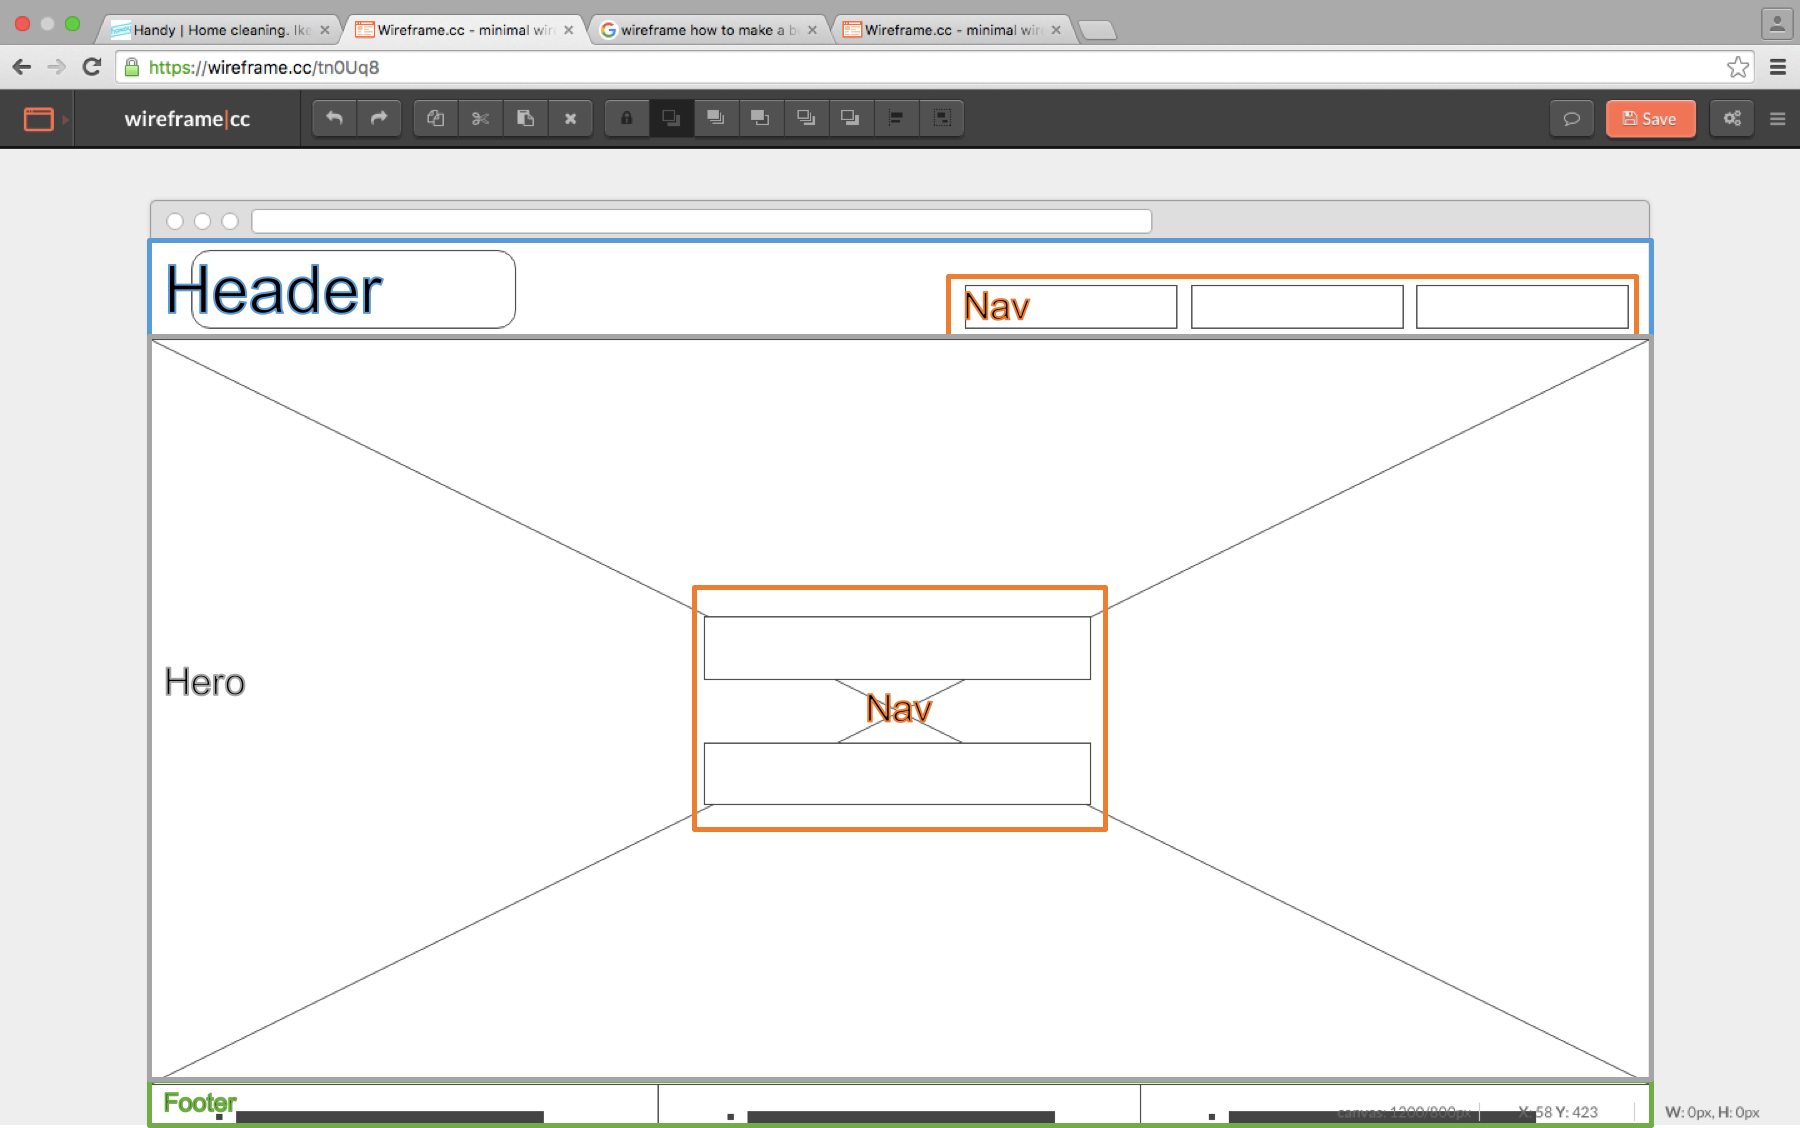 Handy | Home cleaning. Ike
Wireframe.cc - minimal wir
wireframe how to make a b
Wireframe.cc - minimal wir
https://wireframe.cc/tn0Uq8
wireframe|cc
Save
Header
Nav
Hero
Nav
Footer
canvas: 1200/800px
X: 58 Y: 423
W: 0px, H: 0px